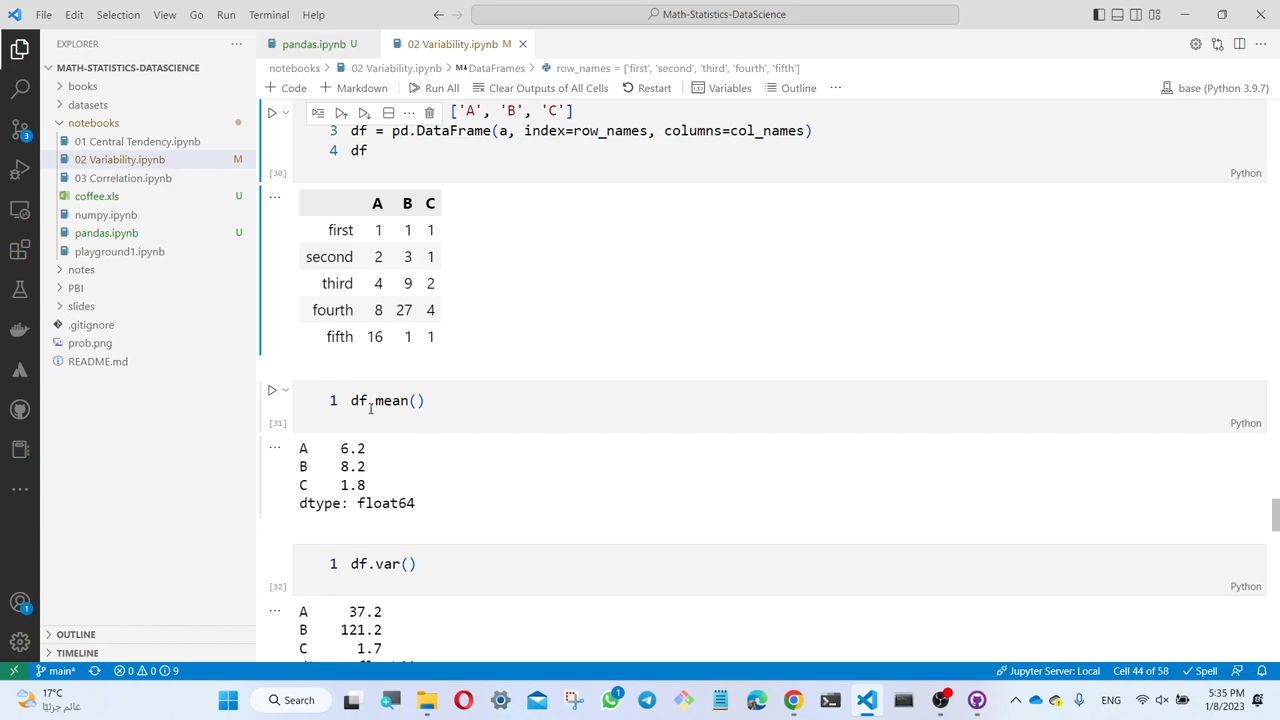 File Edit Selection View Go Run Terminal Help
Math-Statistics-DataScience
EXPLORER
pandas.ipynb U
02 Variability.ipynb M
MATH-STATISTICS-DATASCIENCE
notebooks > 02 Variability.ipynb > DataFrames > row_names = ['first', 'second', 'third', 'fourth', 'fifth']
books
+ Code + Markdown Run All Clear Outputs of All Cells Restart Variables Outline ... base (Python 3.9.7)
datasets
notebooks
01 Central Tendency.ipynb
02 Variability.ipynb M
03 Correlation.ipynb
coffee.xls U
numpy.ipynb
pandas.ipynb U
playground1.ipynb
notes
PBI
slides
.gitignore
prob.png
README.md
OUTLINE
TIMELINE
['A', 'B', 'C']
3 df = pd.DataFrame(a, index=row_names, columns=col_names)
4 df
[30] Python
A B C
first 1 1 1
second 2 3 1
third 4 9 2
fourth 8 27 4
fifth 16 1 1
1 df.mean()
[31] Python
A 6.2
B 8.2
C 1.8
dtype: float64
1 df.var()
[32] Python
A 37.2
B 121.2
C 1.7
main* 0 0 9 Jupyter Server: Local Cell 44 of 58 Spell
17°C
غائم جزئيًا
Search
ENG
5:35 PM
1/8/2023